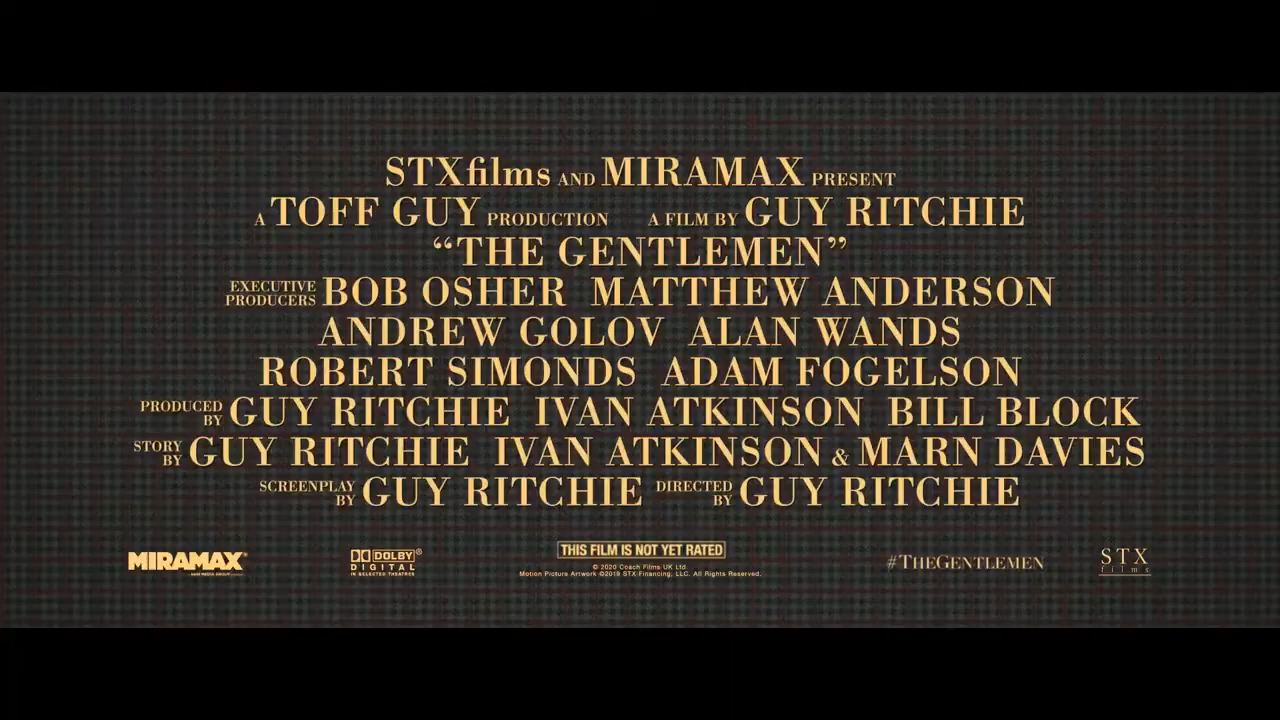 STXfilms AND MIRAMAX PRESENT
A TOFF GUY PRODUCTION A FILM BY GUY RITCHIE
“THE GENTLEMEN”
EXECUTIVE PRODUCERS BOB OSHER MATTHEW ANDERSON
ANDREW GOLOV ALAN WANDS
ROBERT SIMONDS ADAM FOGELSON
PRODUCED BY GUY RITCHIE IVAN ATKINSON BILL BLOCK
STORY BY GUY RITCHIE IVAN ATKINSON & MARN DAVIES
SCREENPLAY BY GUY RITCHIE DIRECTED BY GUY RITCHIE
MIRAMAX®
DOLBY®
DIGITAL
IN SELECTED THEATRES
THIS FILM IS NOT YET RATED
© 2020 Coach Films UK Ltd.
Motion Picture Artwork ©2019 STX Financing, LLC. All Rights Reserved.
#THEGENTLEMEN
STX
films